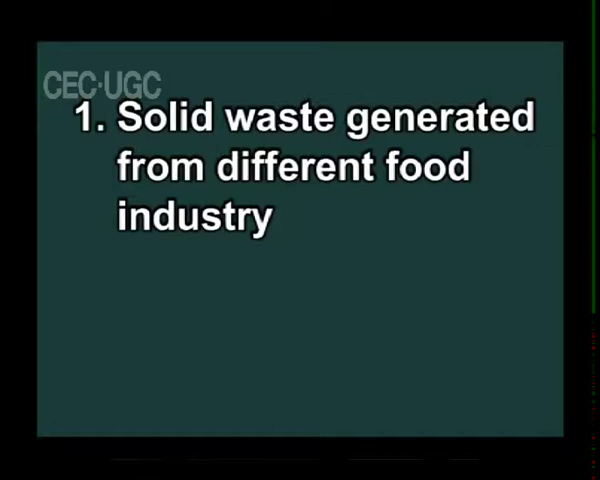 CEC-UGC
1. Solid waste generated
from different food
industry